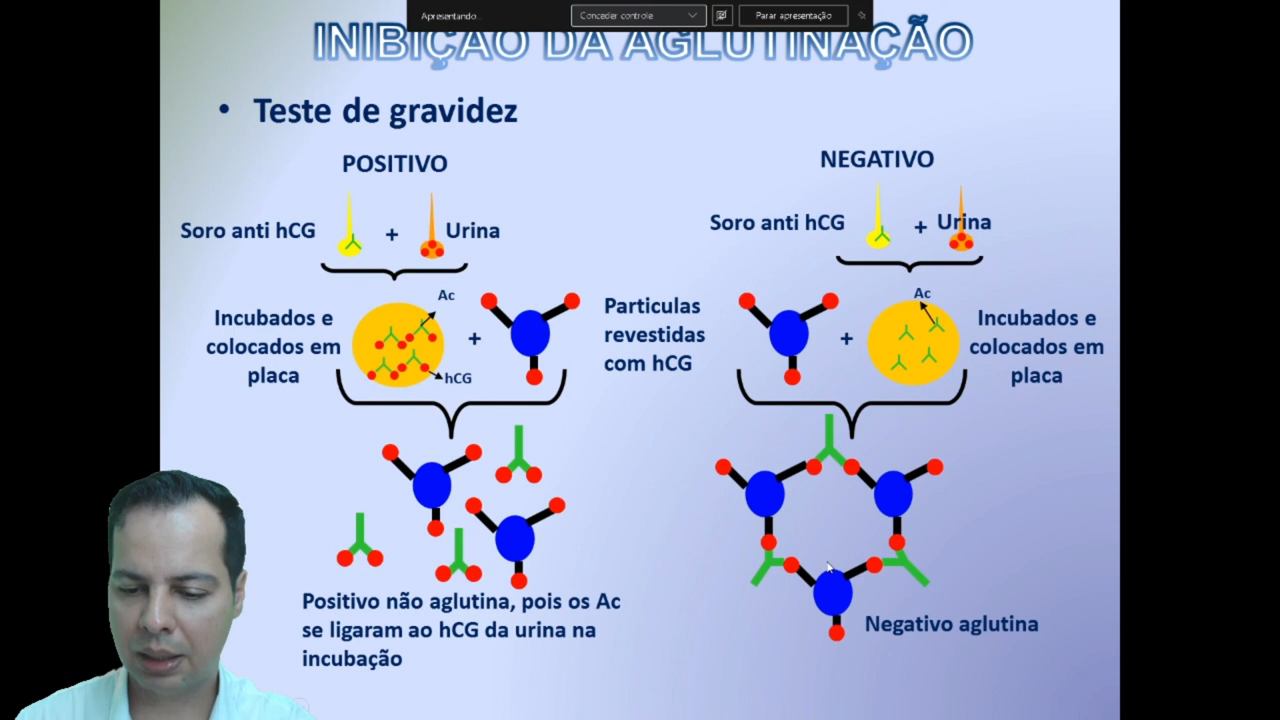 Apresentando...
Conceder controle
Parar apresentação
INIBIÇÃO DA AGLUTINAÇÃO
• Teste de gravidez
POSITIVO
Soro anti hCG
+
Urina
Incubados e
colocados em
placa
Ac
hCG
+
Particulas
revestidas
com hCG
Positivo não aglutina, pois os Ac
se ligaram ao hCG da urina na
incubação
NEGATIVO
Soro anti hCG
+
Urina
+
Ac
Incubados e
colocados em
placa
Negativo aglutina